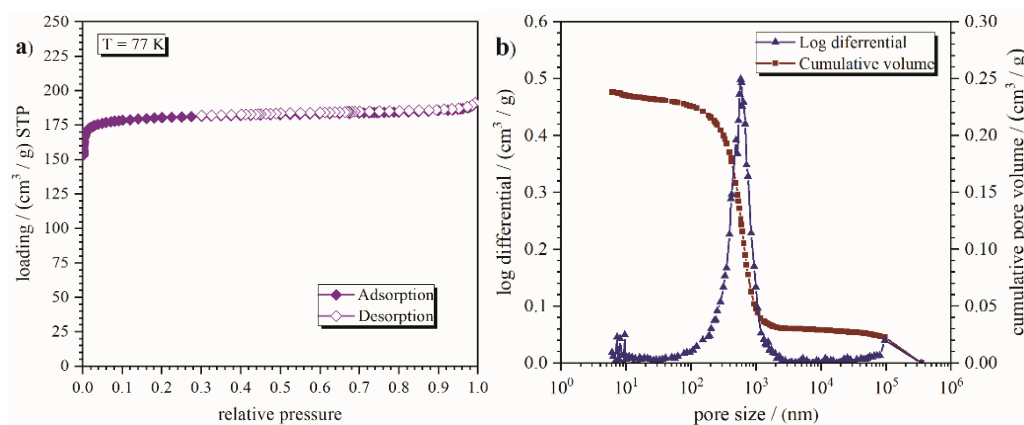 a)
T = 77 K
250
225
200
175
150
125
100
75
50
25
0
loading / (cm³ / g) STP
Adsorption
Desorption
0.0 0.1 0.2 0.3 0.4 0.5 0.6 0.7 0.8 0.9 1.0
relative pressure
b)
Log diferrential
Cumulative volume
0.6
0.5
0.4
0.3
0.2
0.1
0.0
log differential / (cm³ / g)
0.30
0.25
0.20
0.15
0.10
0.05
0.00
cumulative pore volume / (cm³ / g)
10⁰ 10¹ 10² 10³ 10⁴ 10⁵ 10⁶
pore size / (nm)